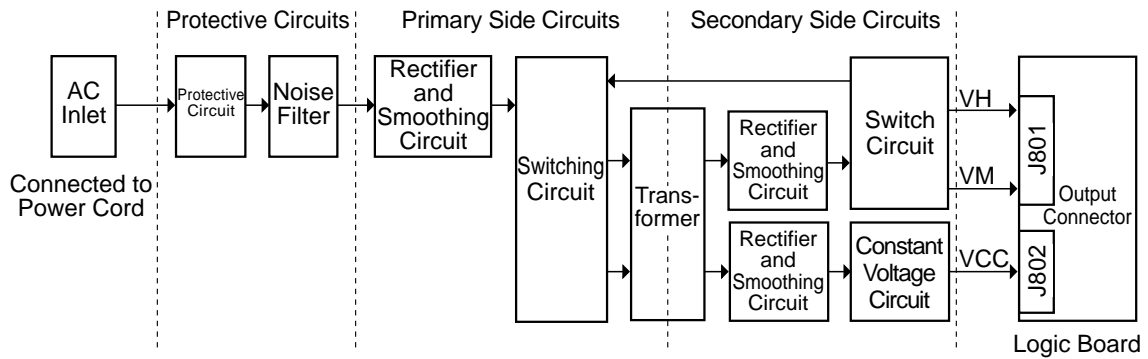 Protective Circuits
Primary Side Circuits
Secondary Side Circuits
AC
Inlet
Connected to
Power Cord
Protective
Circuit
Noise
Filter
Rectifier
and
Smoothing
Circuit
Switching
Circuit
Trans-
former
Rectifier
and
Smoothing
Circuit
Rectifier
and
Smoothing
Circuit
Switch
Circuit
Constant
Voltage
Circuit
VH
VM
VCC
J801
J802
Output
Connector
Logic Board